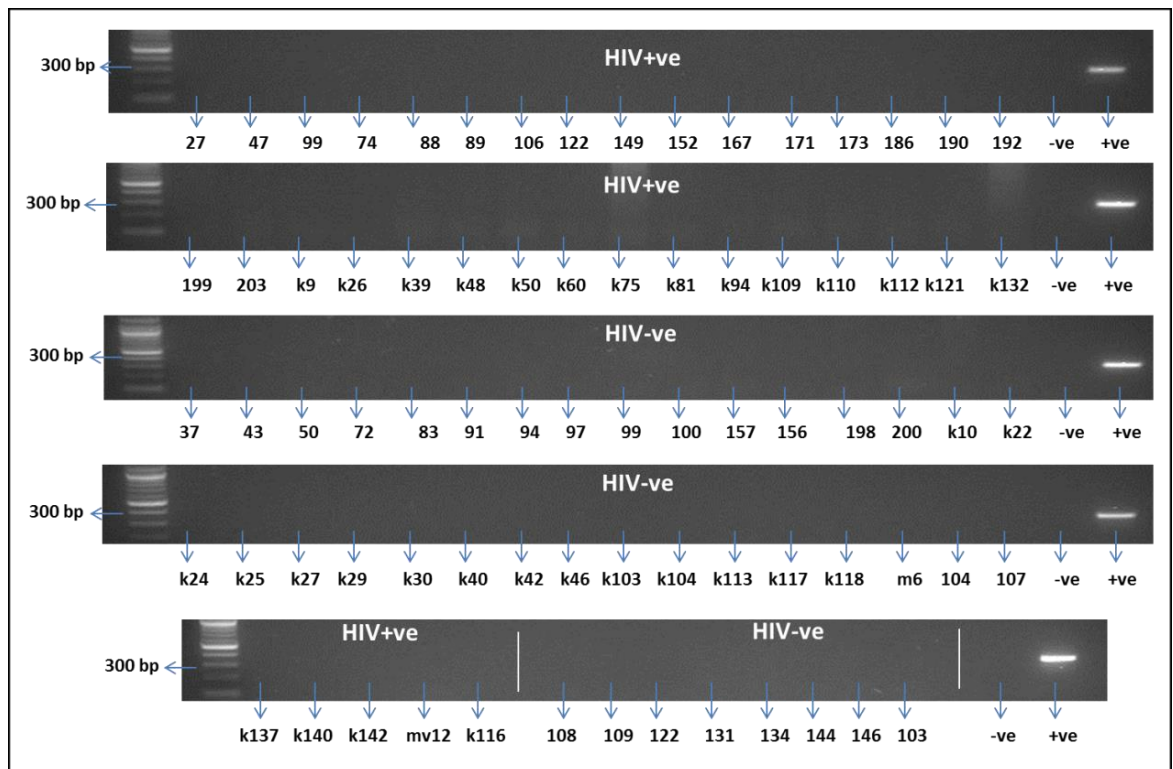 HIV+ve
300 bp
27 47 99 74 88 89 106 122 149 152 167 171 173 186 190 192 -ve +ve
HIV+ve
300 bp
199 203 k9 k26 k39 k48 k50 k60 k75 k81 k94 k109 k110 k112 k121 k132 -ve +ve
HIV-ve
300 bp
37 43 50 72 83 91 94 97 99 100 157 156 198 200 k10 k22 -ve +ve
HIV-ve
300 bp
k24 k25 k27 k29 k30 k40 k42 k46 k103 k104 k113 k117 k118 m6 104 107 -ve +ve
HIV+ve HIV-ve
300 bp
k137 k140 k142 mv12 k116 108 109 122 131 134 144 146 103 -ve +ve